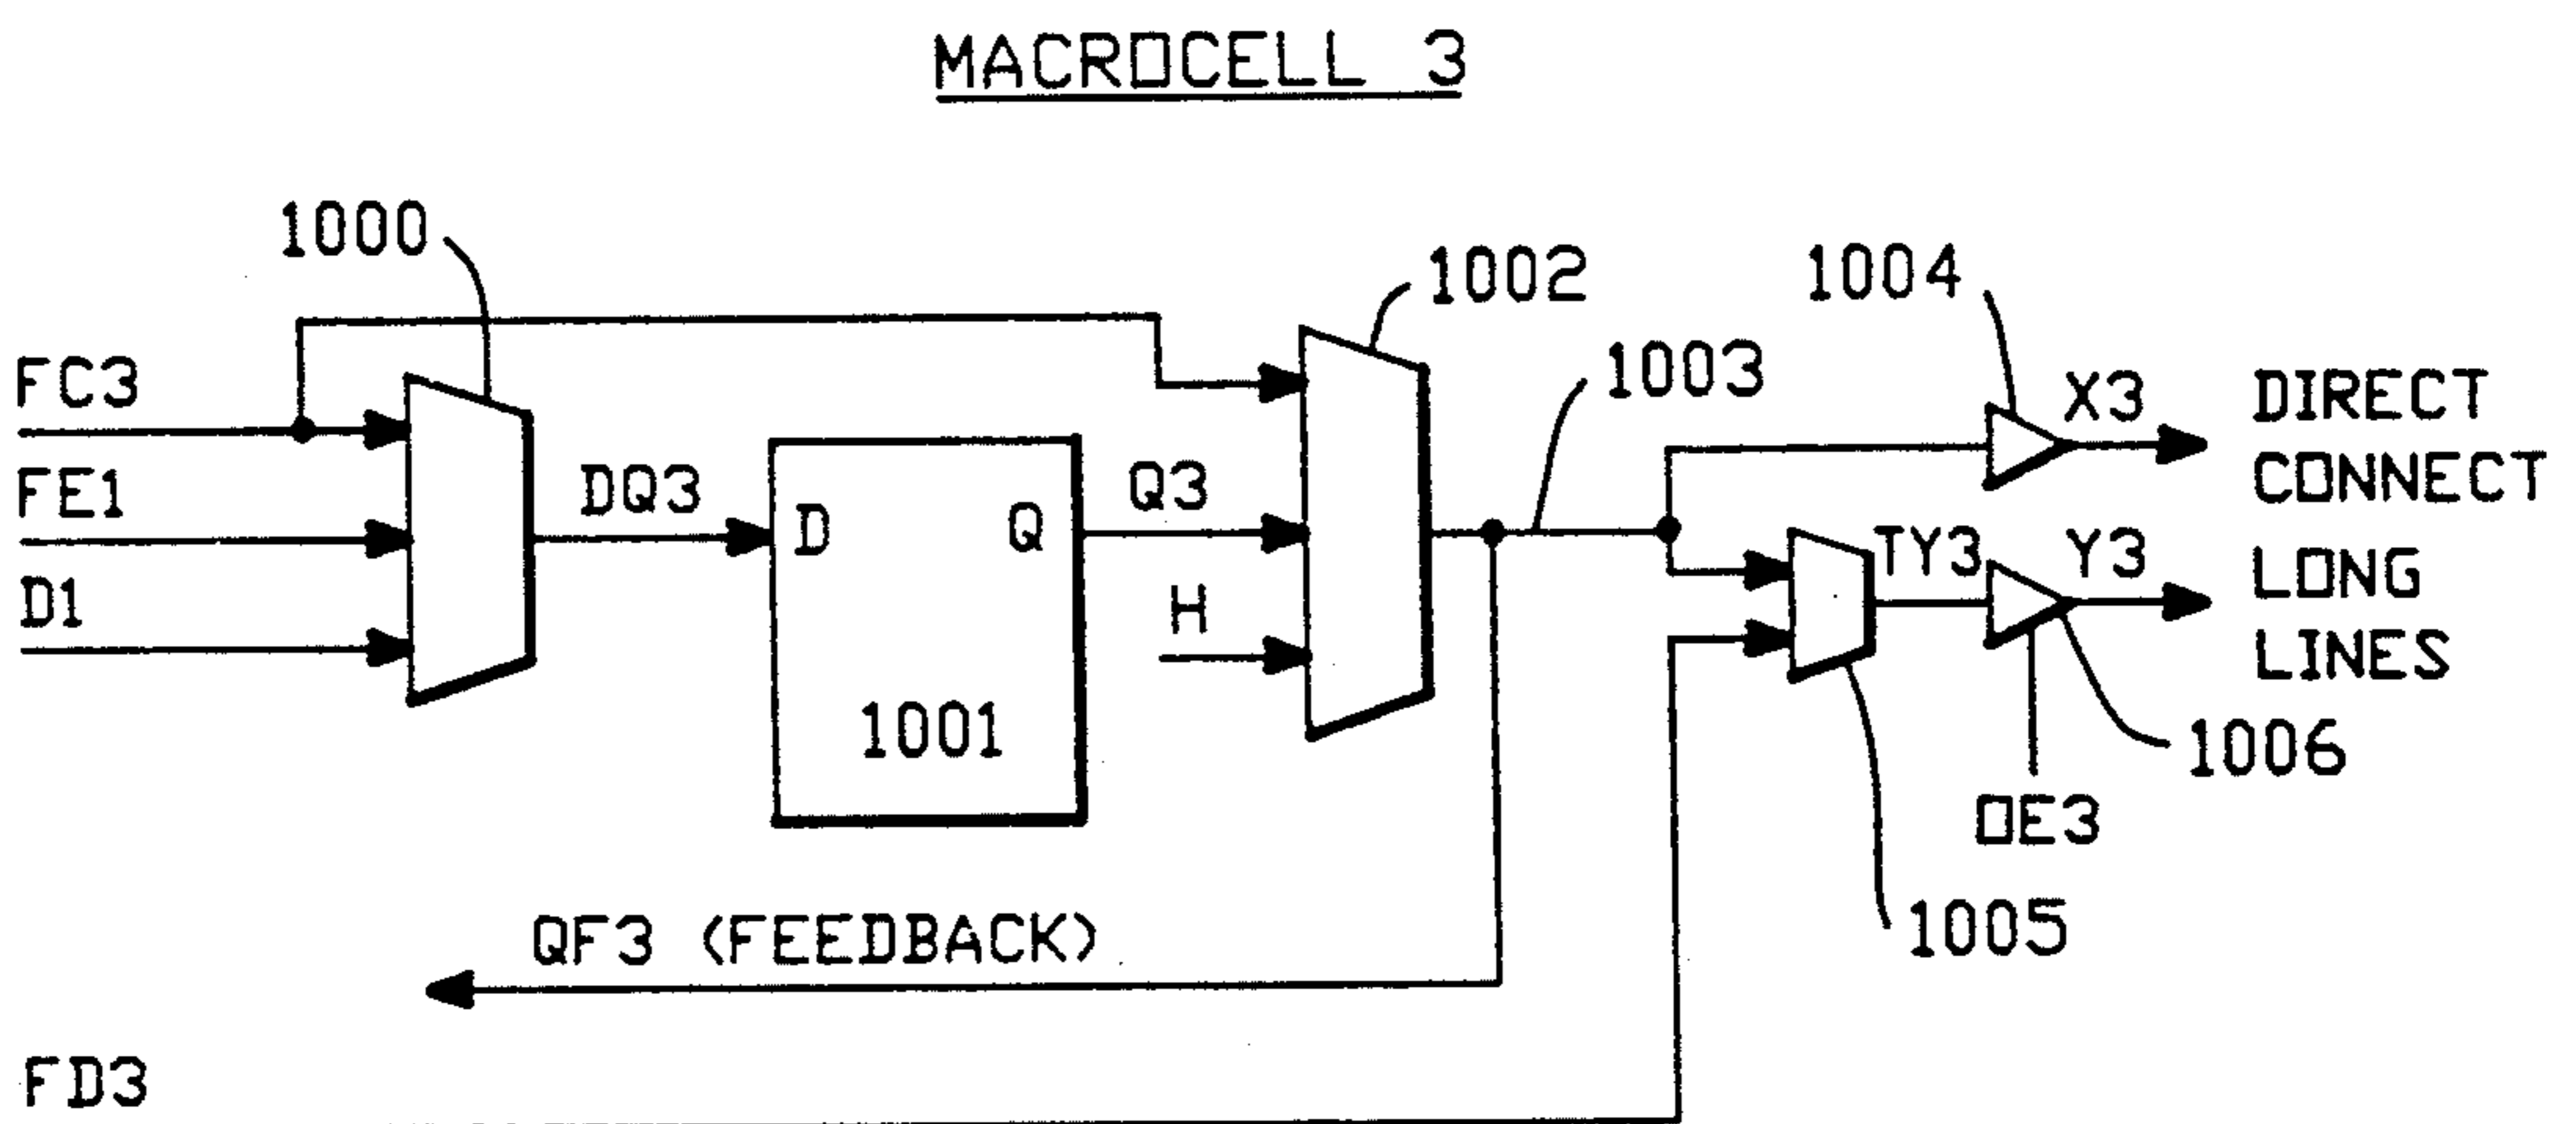 MACROCELL 3
1000
1002
1004
FC3
1003
X3
DIRECT
CONNECT
FE1
DQ3
Q3
D
Q
TY3
Y3
LONG
LINES
D1
H
1001
1006
OE3
1005
QF3 (FEEDBACK)
FD3